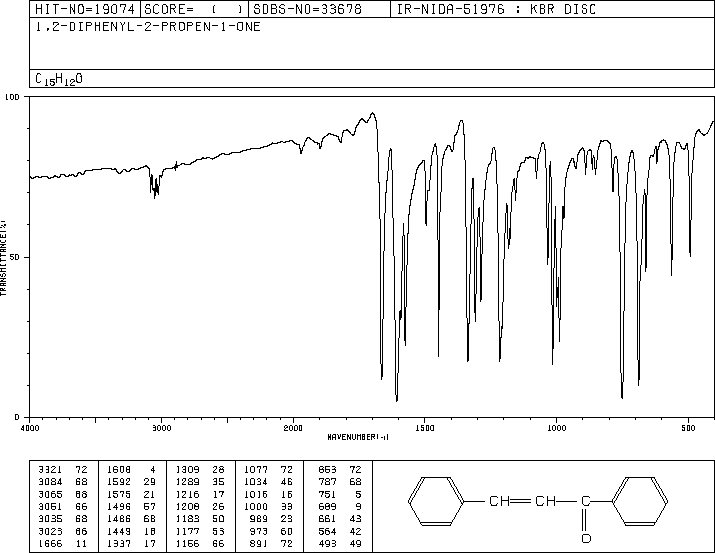 HIT-NO=19074 SCORE= ( ) SDBS-NO=33678 IR-NIDA-51976 : KBR DISC
1,2-DIPHENYL-2-PROPEN-1-ONE
C15H12O
100
50
0
TRANSMITTANCE(%)
4000 3000 2000 1500 1000 500
WAVENUMBER(-1)
3321 72 1608 4 1309 28 1077 72 853 72
3084 68 1592 29 1289 35 1034 46 787 68
3065 68 1575 21 1216 17 1016 16 751 5
3051 66 1496 57 1208 26 1000 33 689 9
3035 68 1486 68 1183 50 989 23 661 43
3023 66 1449 18 1177 53 973 60 564 42
1666 11 1337 17 1156 66 891 72 493 49
CH CH C
O